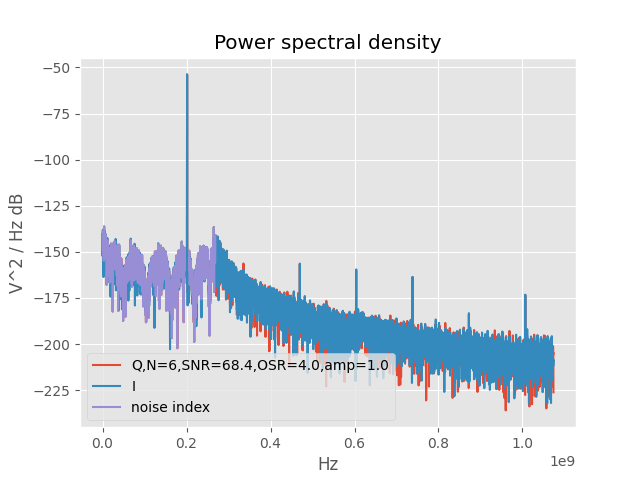 Power spectral density
V^2 / Hz dB
−50
−75
−100
−125
−150
−175
−200
−225
Q,N=6,SNR=68.4,OSR=4.0,amp=1.0
I
noise index
0.0 0.2 0.4 0.6 0.8 1.0
1e9
Hz